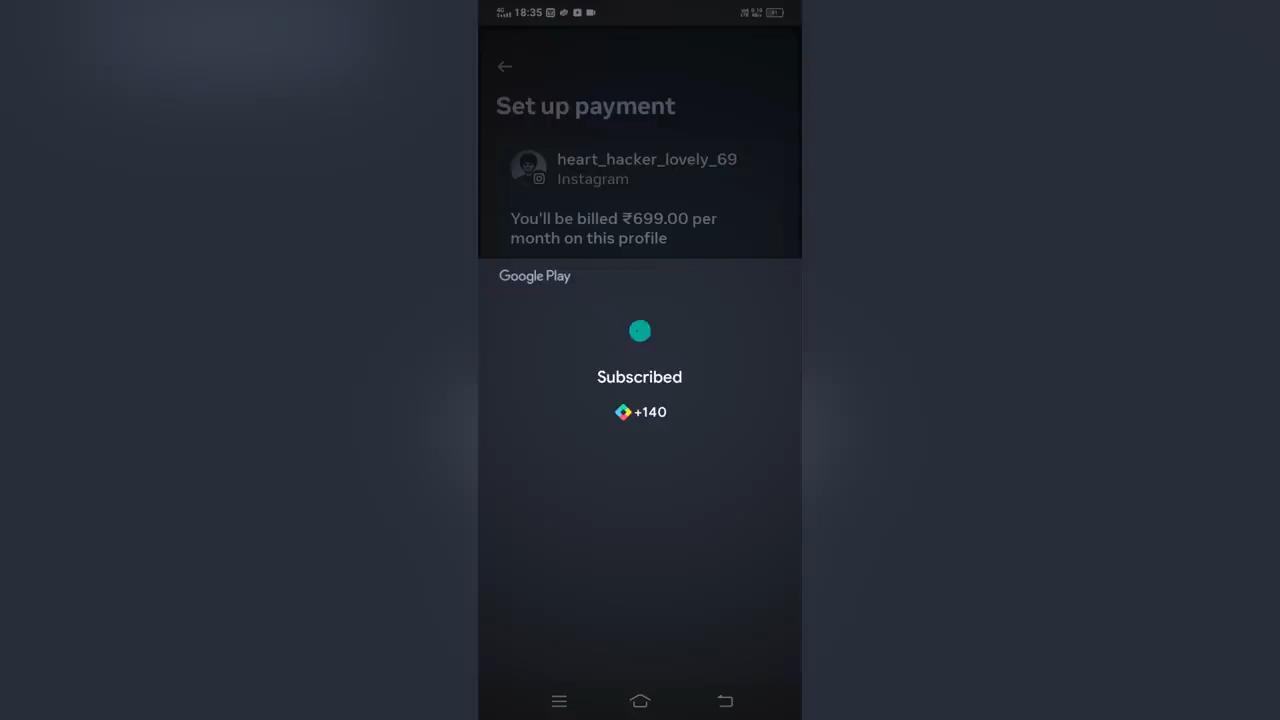 18:35
Set up payment
heart_hacker_lovely_69
Instagram
You'll be billed ₹699.00 per
month on this profile
Google Play
Subscribed
+140